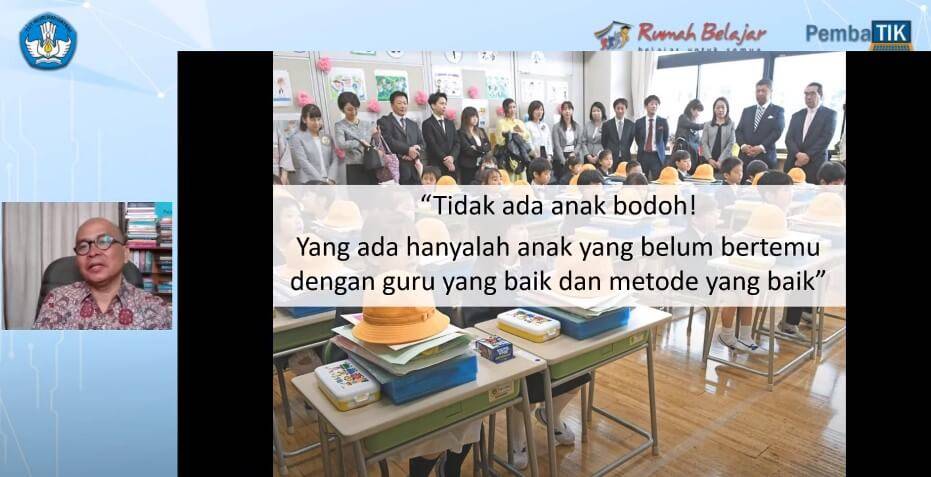 Rumah Belajar
belajar untuk semua
PembaTIK
“Tidak ada anak bodoh!
Yang ada hanyalah anak yang belum bertemu
dengan guru yang baik dan metode yang baik”